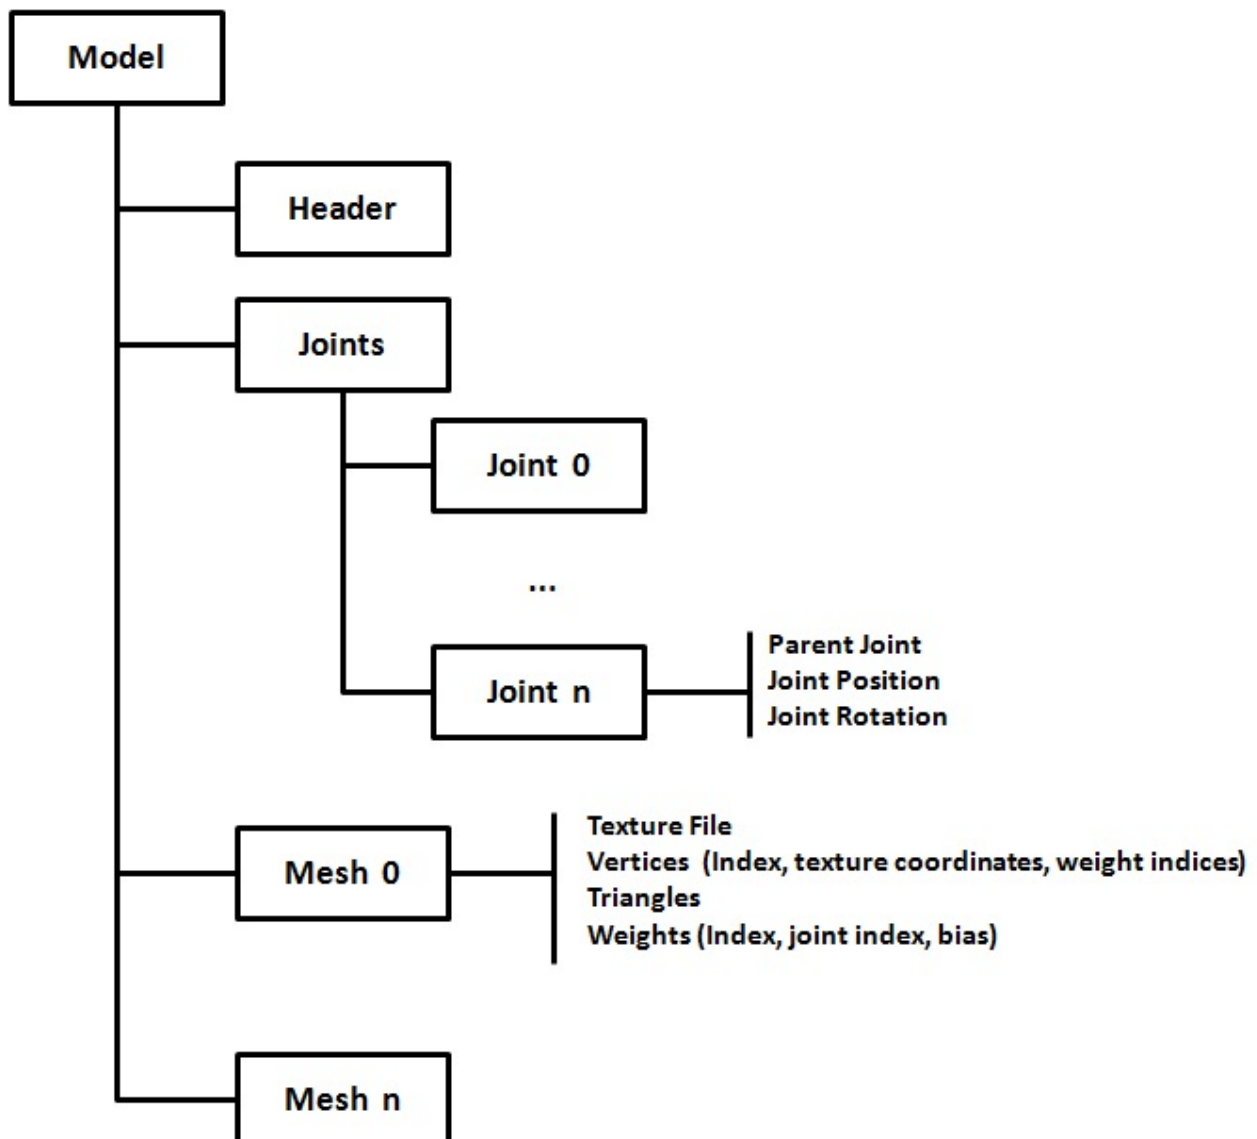 Model
Header
Joints
Joint 0
...
Joint n
Parent Joint
Joint Position
Joint Rotation
Mesh 0
Texture File
Vertices (Index, texture coordinates, weight indices)
Triangles
Weights (Index, joint index, bias)
Mesh n